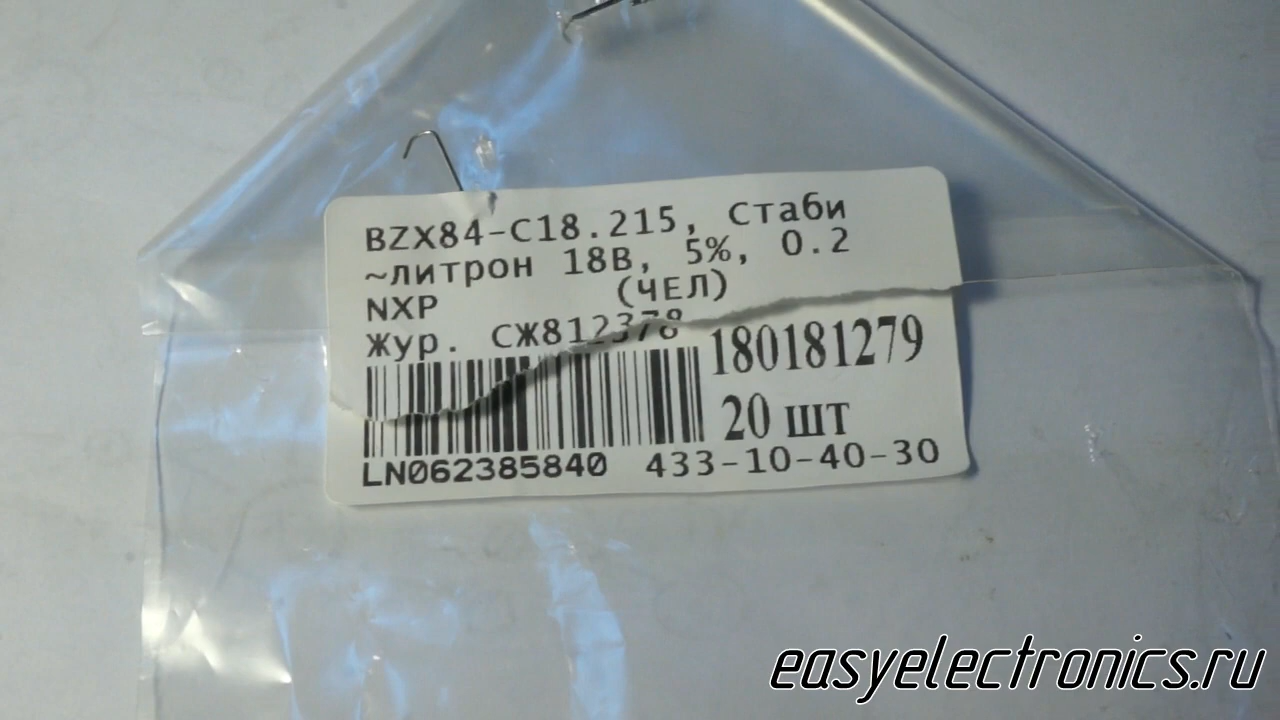 BZX84-C18.215, Стаби
~литрон 18В, 5%, 0.2
NXP (ЧЕЛ)
Жур. СЖ812378
180181279
20 шт
LN062385840 433-10-40-30
easyelectronics.ru